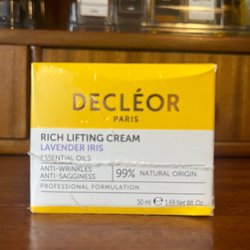 DECLÉOR
PARIS
RICH LIFTING CREAM
LAVENDER IRIS
ESSENTIAL OILS
ANTI-WRINKLES
ANTI-SAGGINESS
99% NATURAL ORIGIN
PROFESSIONAL FORMULATION
50 ml ℮ 1.69 Net Wt. Oz.